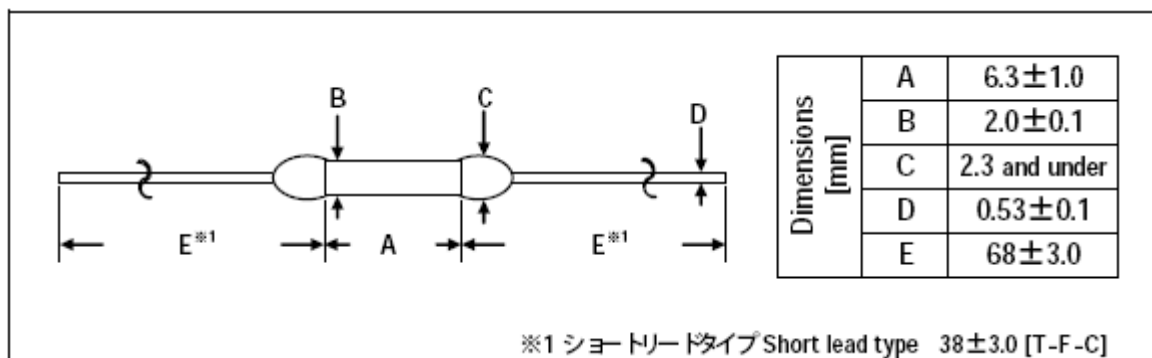 B
C
D
E※1
A
E※1
Dimensions [mm]
A 6.3±1.0
B 2.0±0.1
C 2.3 and under
D 0.53±0.1
E 68±3.0
※1 ショートリードタイプ Short lead type 38±3.0 [T-F-C]